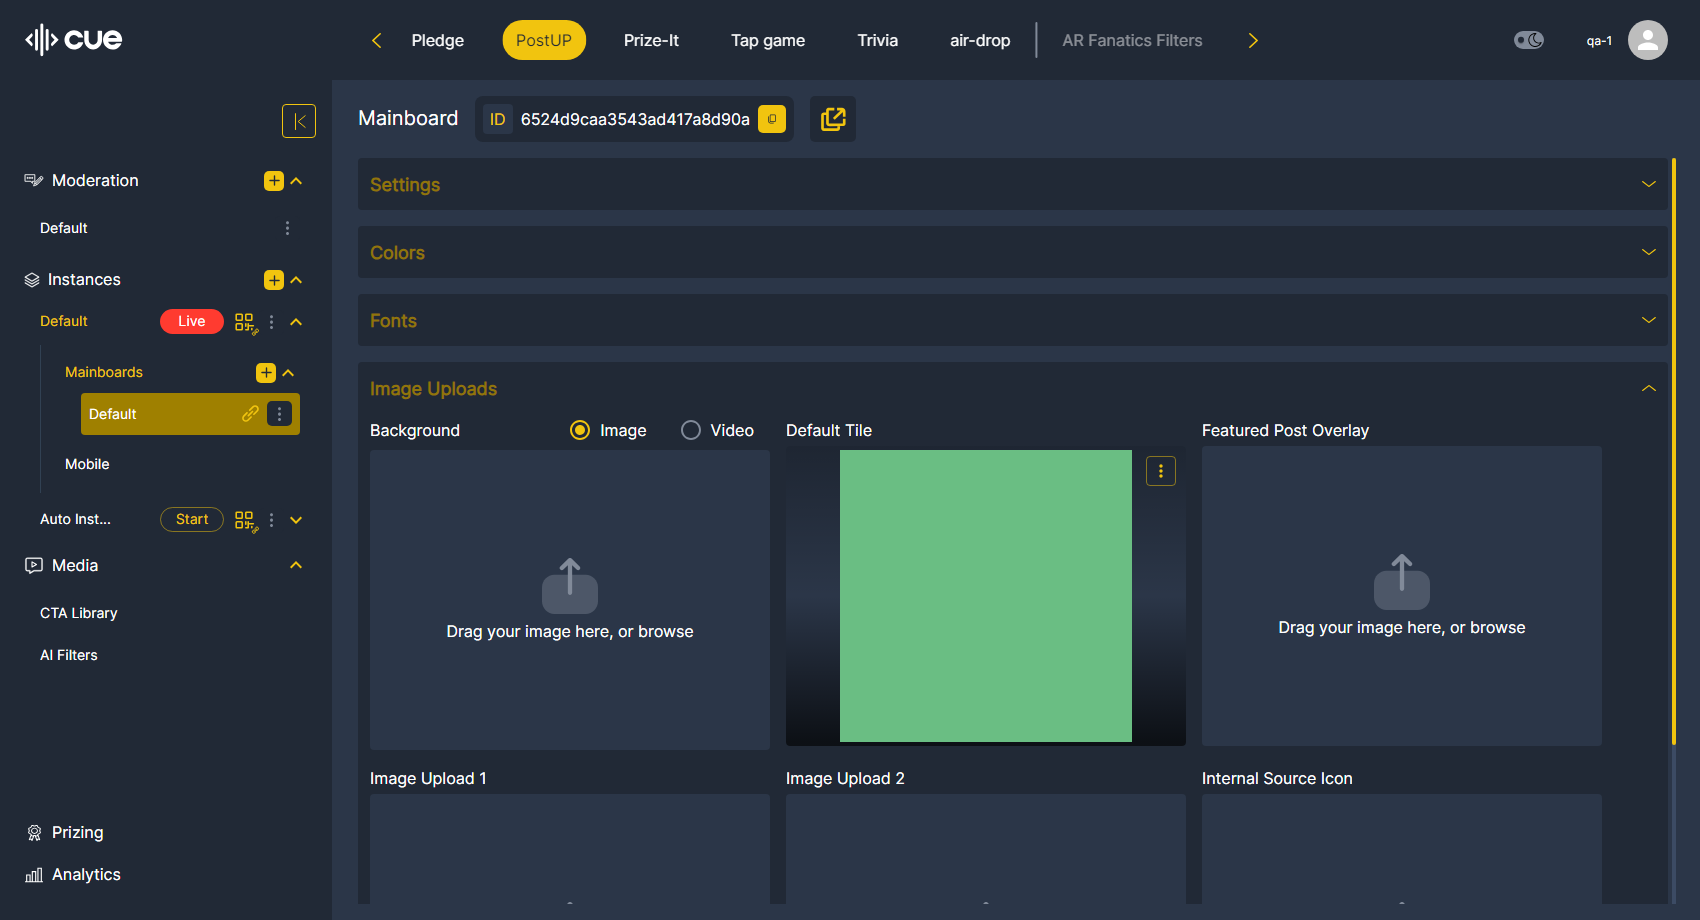 cue
Pledge
PostUP
Prize-It
Tap game
Trivia
air-drop
AR Fanatics Filters
qa-1
Moderation
Default
Instances
Default
Live
Mainboards
Default
Mobile
Auto Inst...
Start
Media
CTA Library
AI Filters
Prizing
Analytics
Mainboard
ID 6524d9caa3543ad417a8d90a
Settings
Colors
Fonts
Image Uploads
Background
Image
Video
Drag your image here, or browse
Default Tile
Featured Post Overlay
Drag your image here, or browse
Image Upload 1
Image Upload 2
Internal Source Icon